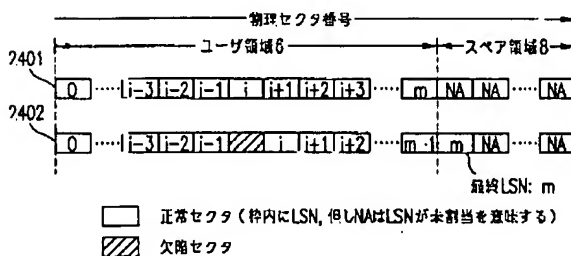 物理セクタ番号
ユーザ領域6 スペア領域8
2401
0 ····· i-3 i-2 i-1 i i+1 i+2 i+3 ····· m NA NA ····· NA
2402
0 ····· i-3 i-2 i-1 i i+1 i+2 ····· m-1 m NA ····· NA
最終LSN: m
正常セクタ(枠内にLSN, 但しNAはLSNが未割当を意味する)
欠陥セクタ